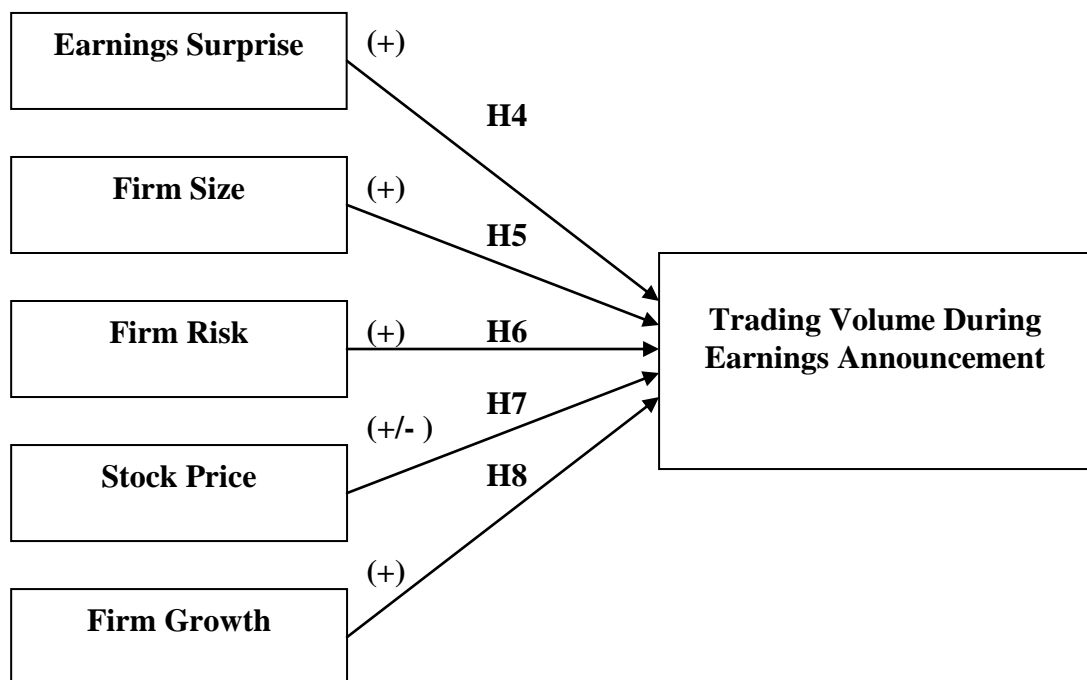 Earnings Surprise
(+)
H4
Firm Size
(+)
H5
Firm Risk
(+)
H6
Trading Volume During
Earnings Announcement
H7
(+/- )
Stock Price
H8
(+)
Firm Growth